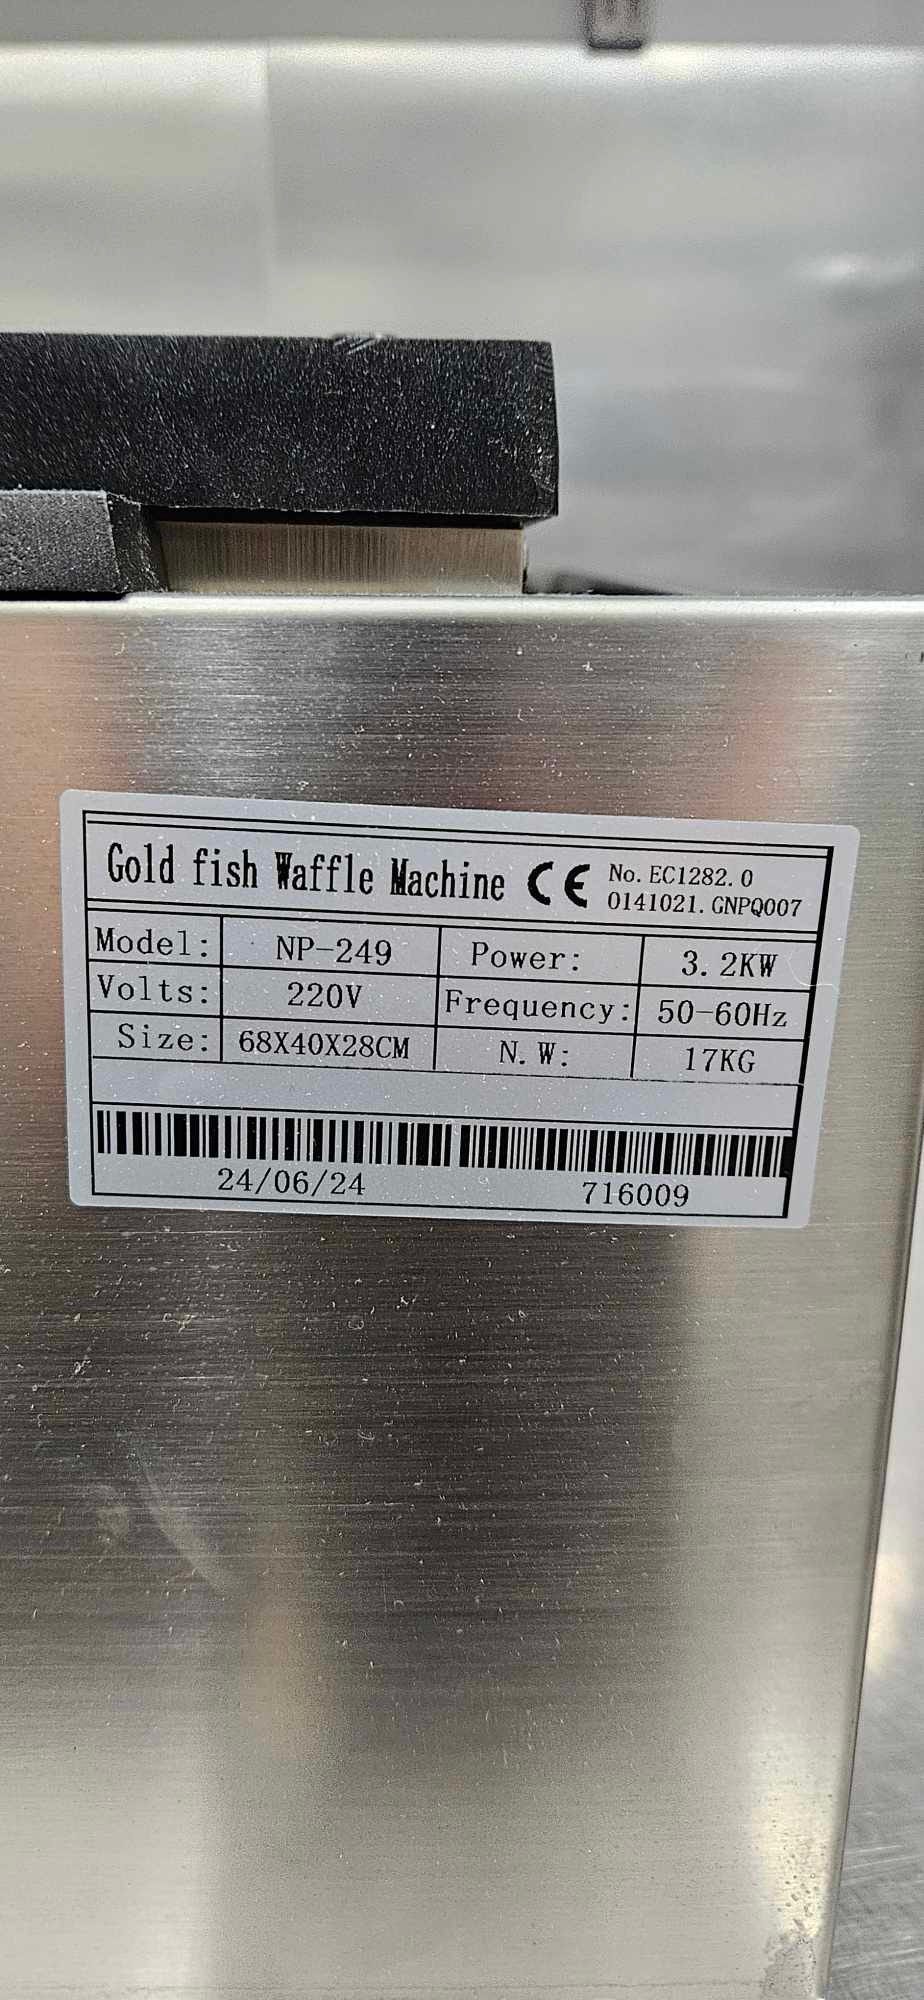 Gold fish Waffle Machine CE No. EC1282.0
0141021.GNPQ007
Model: NP-249 Power: 3.2KW
Volts: 220V Frequency: 50-60Hz
Size: 68X40X28CM N.W: 17KG
24/06/24 716009